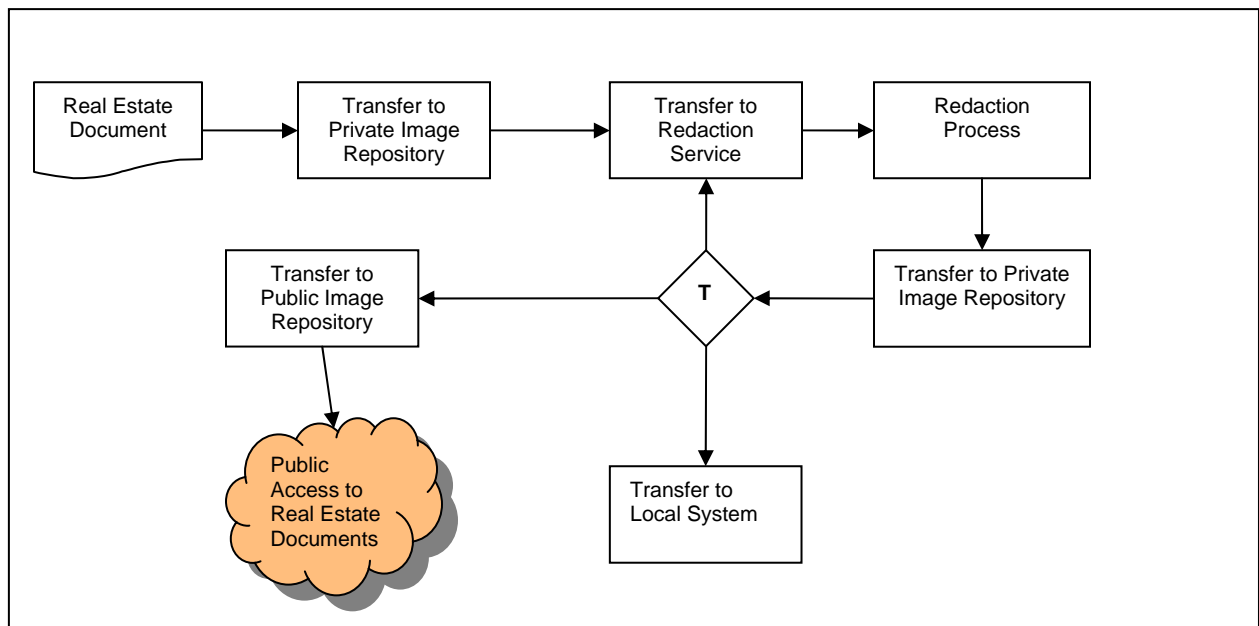 Real Estate
Document
Transfer to
Private Image
Repository
Transfer to
Redaction
Service
Redaction
Process
Transfer to
Public Image
Repository
T
Transfer to Private
Image Repository
Public
Access to
Real Estate
Documents
Transfer to
Local System